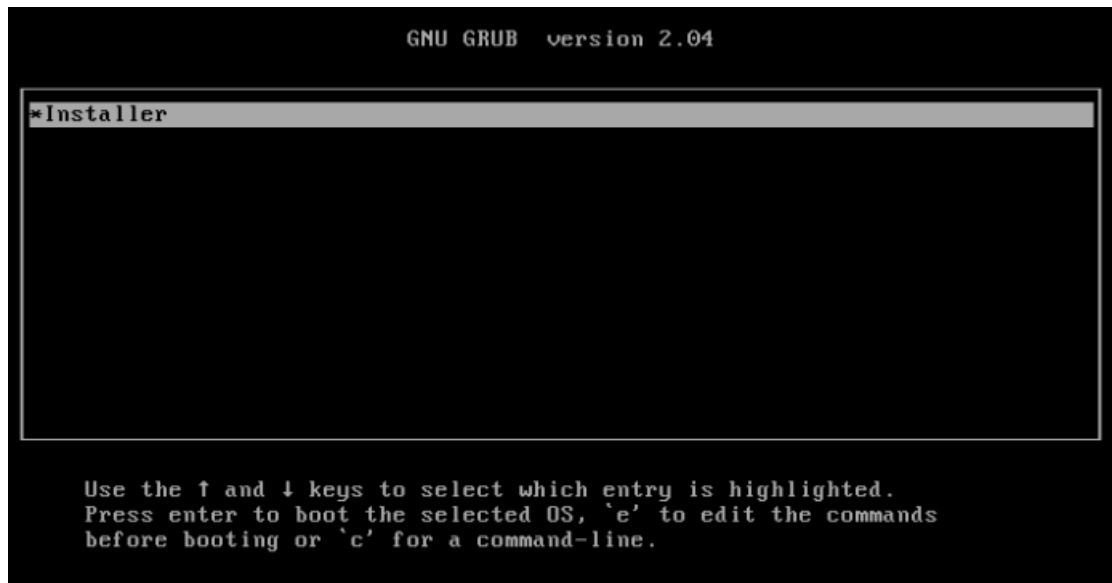 GNU GRUB version 2.04
*Installer
Use the ↑ and ↓ keys to select which entry is highlighted.
Press enter to boot the selected OS, `e' to edit the commands
before booting or `c' for a command-line.